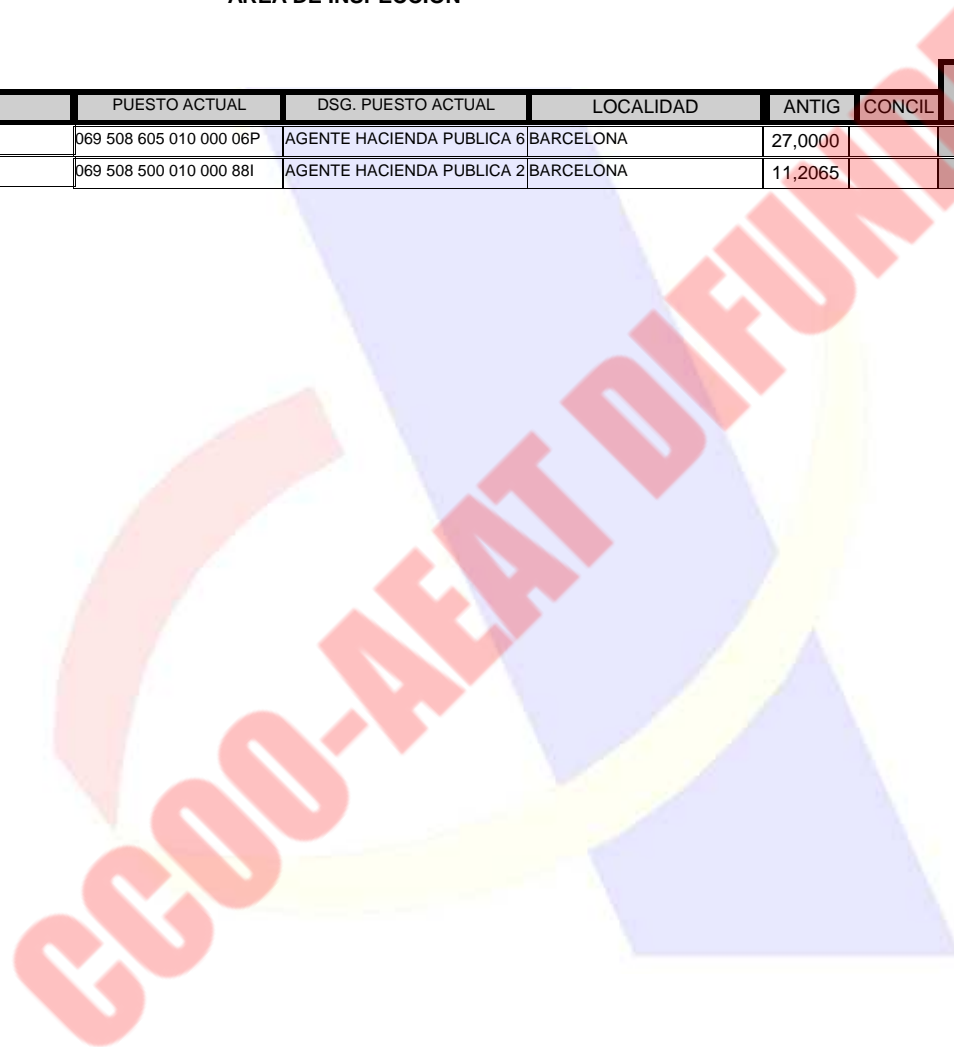 ÁREA DE INSPECCIÓN
PUESTO ACTUAL DSG. PUESTO ACTUAL LOCALIDAD ANTIG CONCIL
069 508 605 010 000 06P AGENTE HACIENDA PUBLICA 6 BARCELONA 27,0000
069 508 500 010 000 88I AGENTE HACIENDA PUBLICA 2 BARCELONA 11,2065
CCOO-AEAT DIFUND